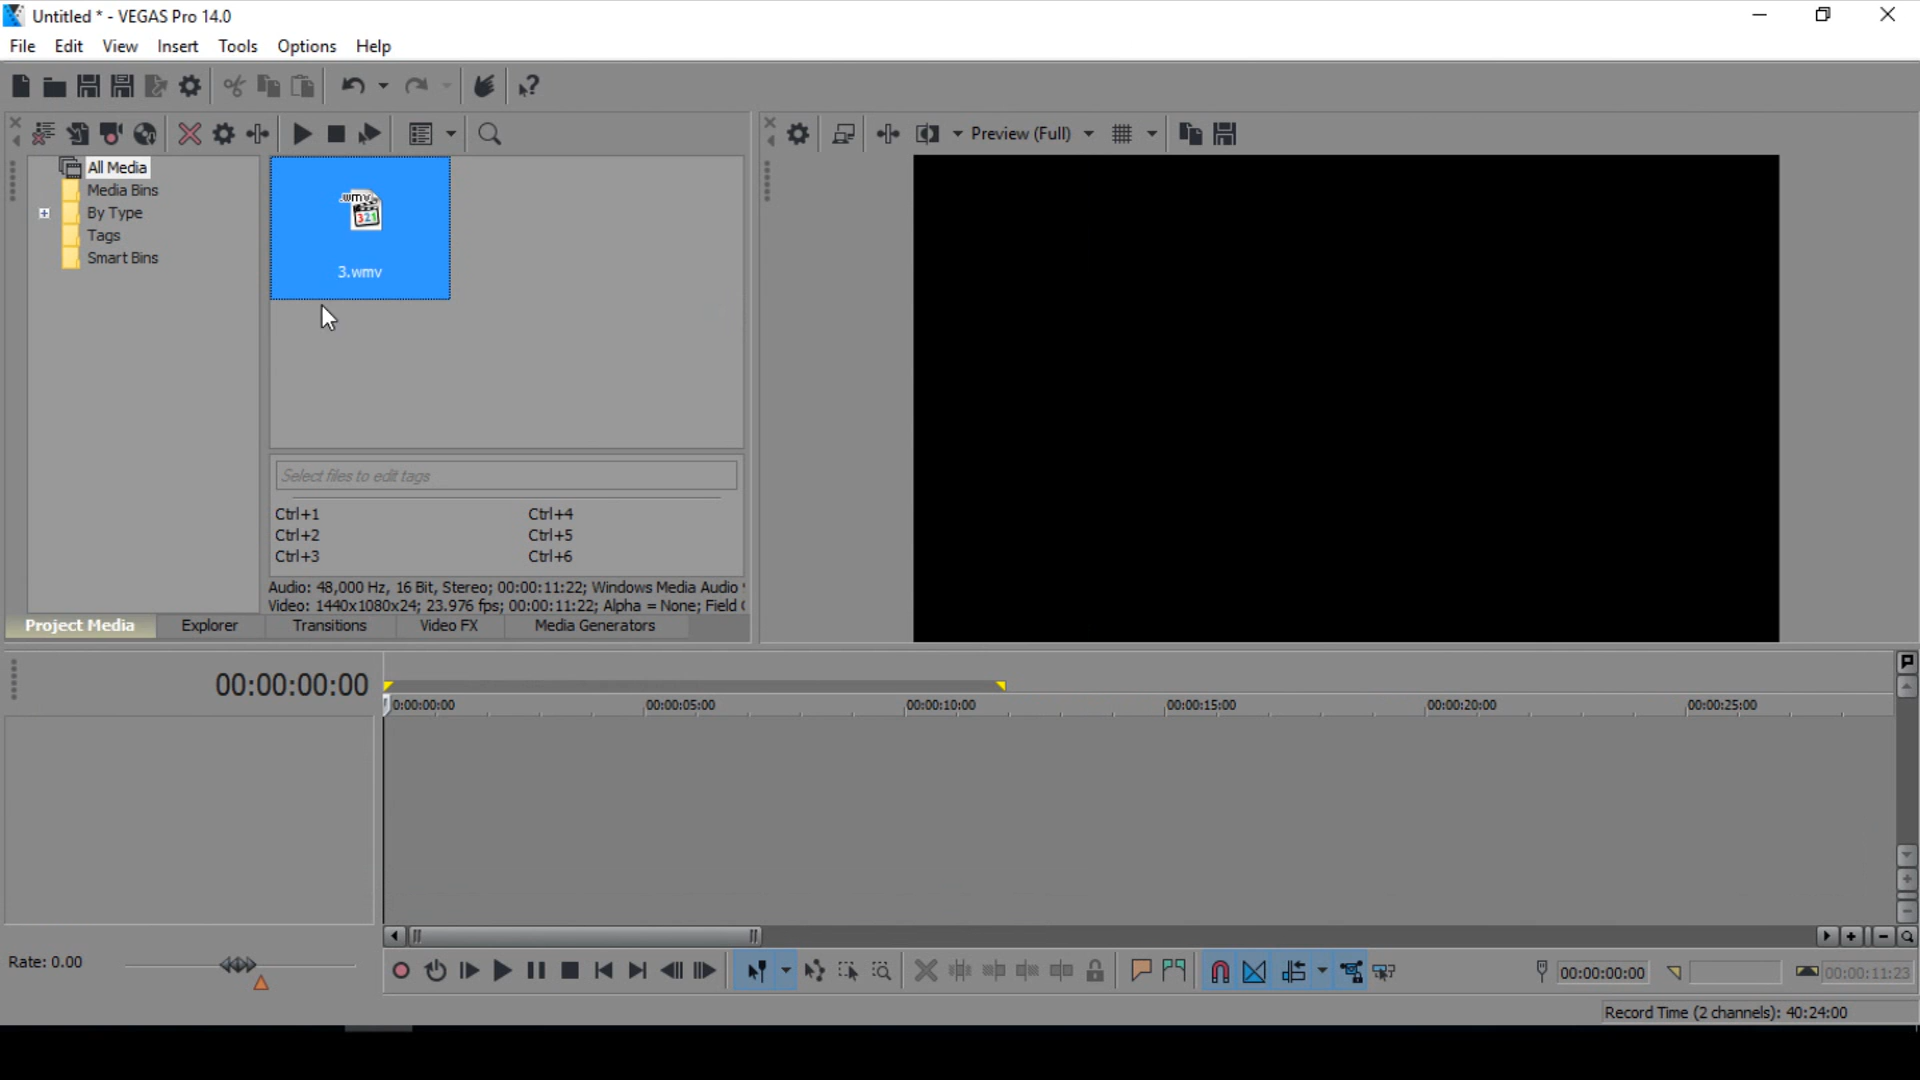 Untitled * - VEGAS Pro 14.0
File Edit View Insert Tools Options Help
Preview (Full)
All Media
Media Bins
By Type
Tags
Smart Bins
.wmv
321
3.wmv
Select files to edit tags
Ctrl+1 Ctrl+4
Ctrl+2 Ctrl+5
Ctrl+3 Ctrl+6
Audio: 48,000 Hz, 16 Bit, Stereo; 00:00:11:22; Windows Media Audio
Video: 1440x1080x24; 23.976 fps; 00:00:11:22; Alpha = None; Field
Project Media Explorer Transitions Video FX Media Generators
00:00:00:00
0:00:00:00 00:00:05:00 00:00:10:00 00:00:15:00 00:00:20:00 00:00:25:00
Rate: 0.00
00:00:00:00 00:00:11:23
Record Time (2 channels): 40:24:00